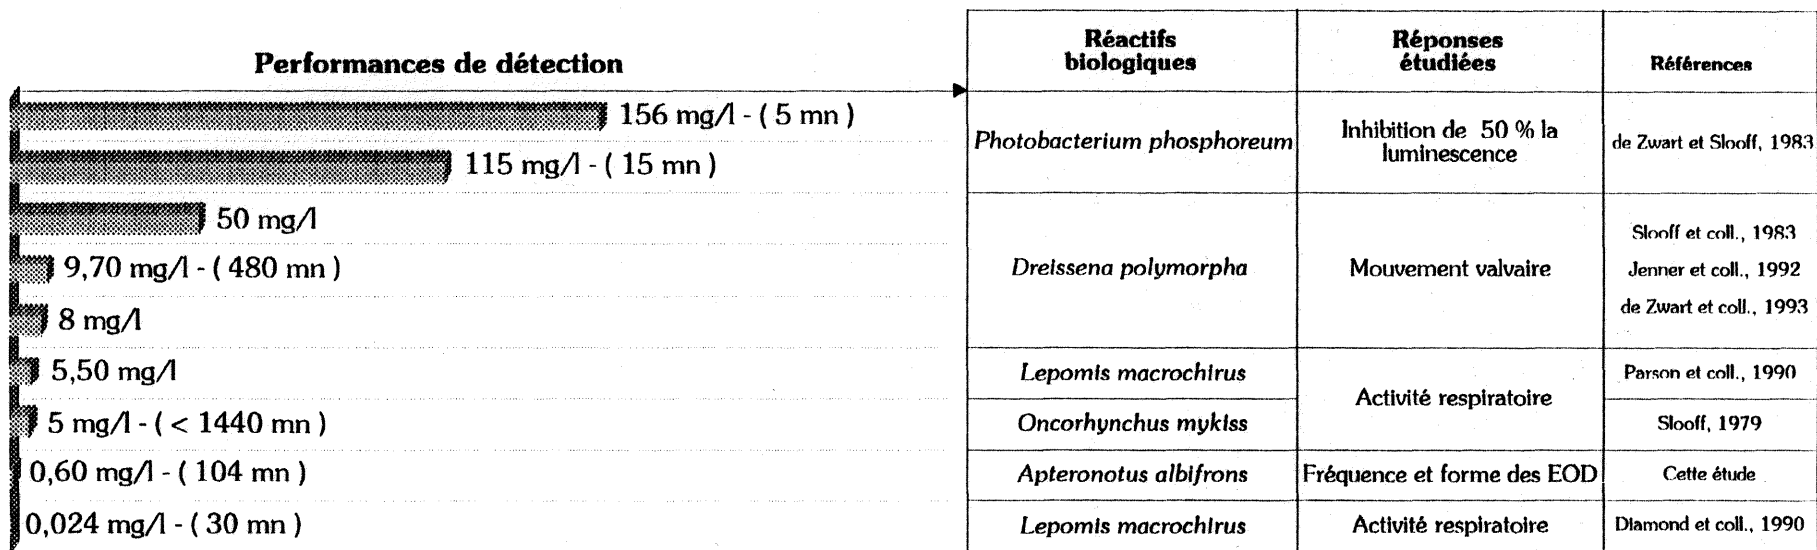 Performances de détection
Réactifs
biologiques
Réponses
étudiées
Références
156 mg/l - ( 5 mn )
115 mg/l - ( 15 mn )
Photobacterium phosphoreum
Inhibition de 50 % la
luminescence
de Zwart et Slooff, 1983
50 mg/l
9,70 mg/l - ( 480 mn )
8 mg/l
Dreissena polymorpha
Mouvement valvaire
Slooff et coll., 1983
Jenner et coll., 1992
de Zwart et coll., 1993
5,50 mg/l
Lepomis macrochirus
Activité respiratoire
Parson et coll., 1990
5 mg/l - ( < 1440 mn )
Oncorhynchus mykiss
Slooff, 1979
0,60 mg/l - ( 104 mn )
Apteronotus albifrons
Fréquence et forme des EOD
Cette étude
0,024 mg/l - ( 30 mn )
Lepomis macrochirus
Activité respiratoire
Diamond et coll., 1990